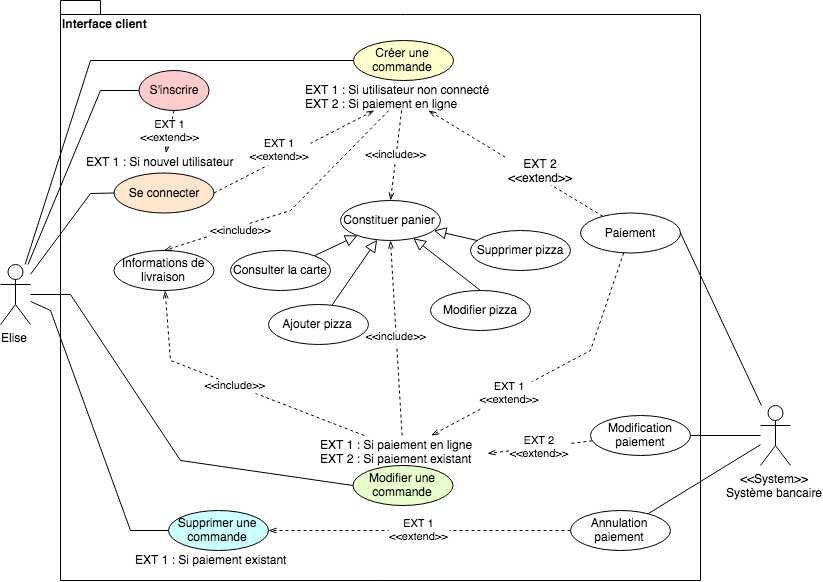 Interface client
Créer une
commande
EXT 1 : Si utilisateur non connecté
EXT 2 : Si paiement en ligne
S'inscrire
EXT 1
<<extend>>
EXT 1 : Si nouvel utilisateur
EXT 1
<<extend>>
<<include>>
EXT 2
<<extend>>
Se connecter
Constituer panier
Paiement
<<include>>
Supprimer pizza
Informations de
livraison
Consulter la carte
Modifier pizza
Ajouter pizza
Elise
<<include>>
<<include>>
EXT 1
<<extend>>
EXT 1 : Si paiement en ligne
EXT 2 : Si paiement existant
EXT 2
<<extend>>
Modification
paiement
Modifier une
commande
<<System>>
Système bancaire
Supprimer une
commande
EXT 1
<<extend>>
Annulation
paiement
EXT 1 : Si paiement existant